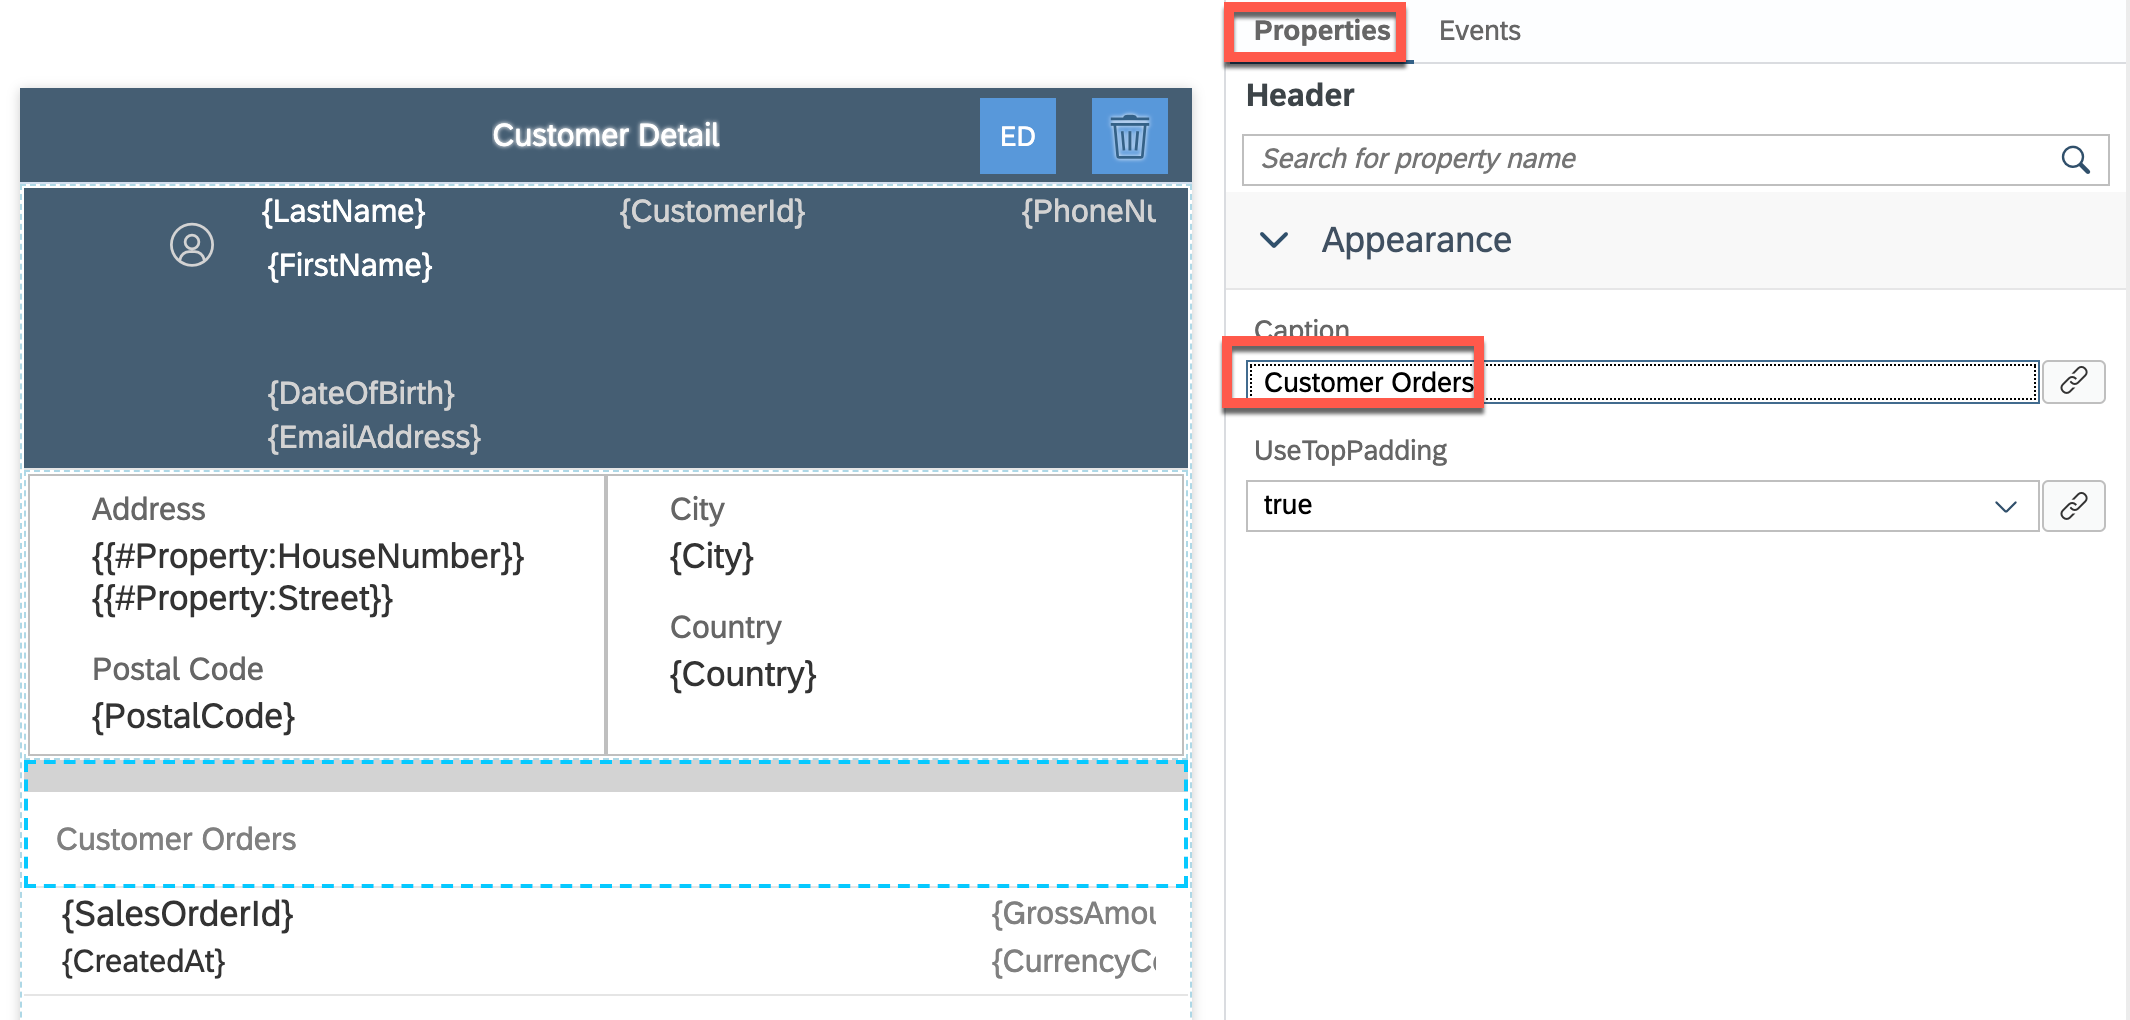 Customer Detail
ED
{LastName}
{CustomerId}
{PhoneNu
{FirstName}
{DateOfBirth}
{EmailAddress}
Address
{{#Property:HouseNumber}}
{{#Property:Street}}
Postal Code
{PostalCode}
City
{City}
Country
{Country}
Customer Orders
{SalesOrderId}
{GrossAmou
{CreatedAt}
{CurrencyCo
Properties
Events
Header
Search for property name
Appearance
Caption
Customer Orders
UseTopPadding
true